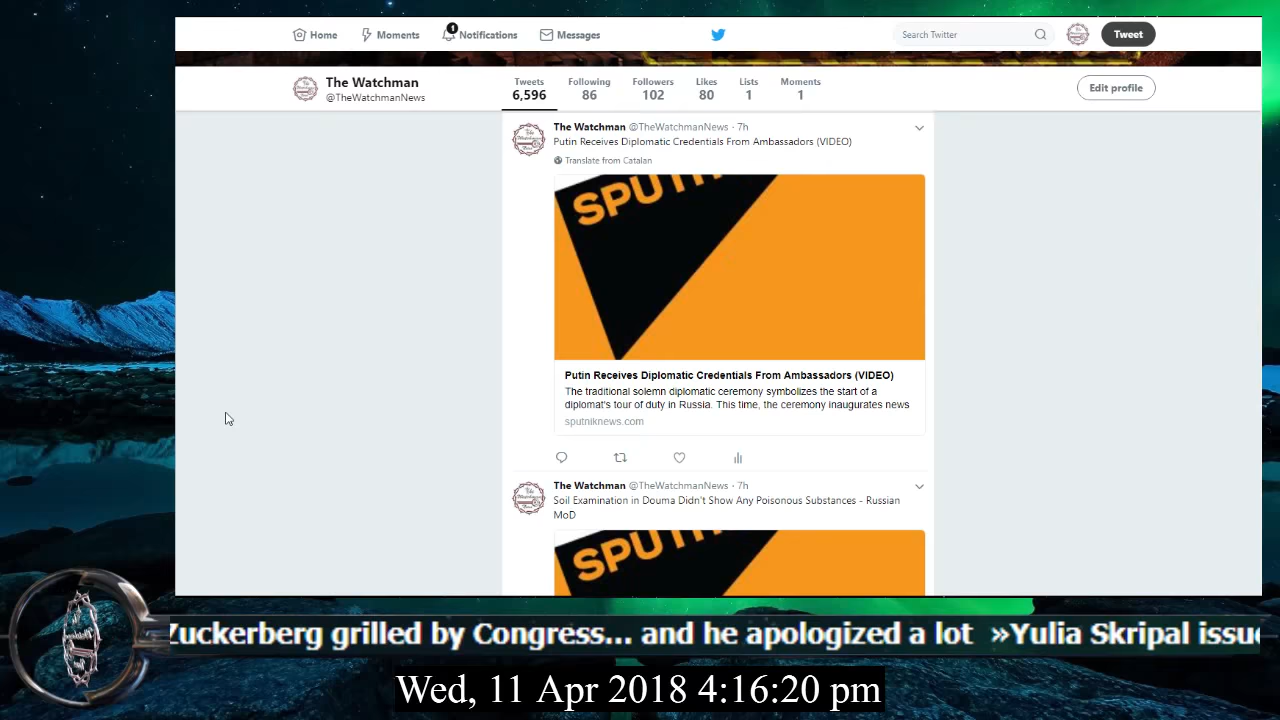 Home
Moments
1
Notifications
Messages
Search Twitter
Tweet
The Watchman
@TheWatchmanNews
Tweets
6,596
Following
86
Followers
102
Likes
80
Lists
1
Moments
1
Edit profile
The Watchman @TheWatchmanNews · 7h
Putin Receives Diplomatic Credentials From Ambassadors (VIDEO)
Translate from Catalan
SPUTN
Putin Receives Diplomatic Credentials From Ambassadors (VIDEO)
The traditional solemn diplomatic ceremony symbolizes the start of a
diplomat's tour of duty in Russia. This time, the ceremony inaugurates news
sputniknews.com
The Watchman @TheWatchmanNews · 7h
Soil Examination in Douma Didn't Show Any Poisonous Substances - Russian
MoD
SPUTN
Zuckerberg grilled by Congress... and he apologized a lot »Yulia Skripal issue
Wed, 11 Apr 2018 4:16:20 pm